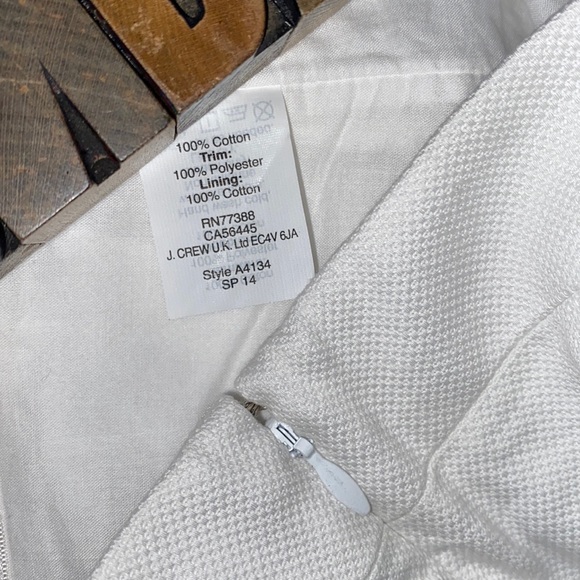 100% Cotton
Trim:
100% Polyester
Lining:
100% Cotton
RN77388
CA56445
J. CREW U.K. Ltd EC4V 6JA
Style A4134
SP 14